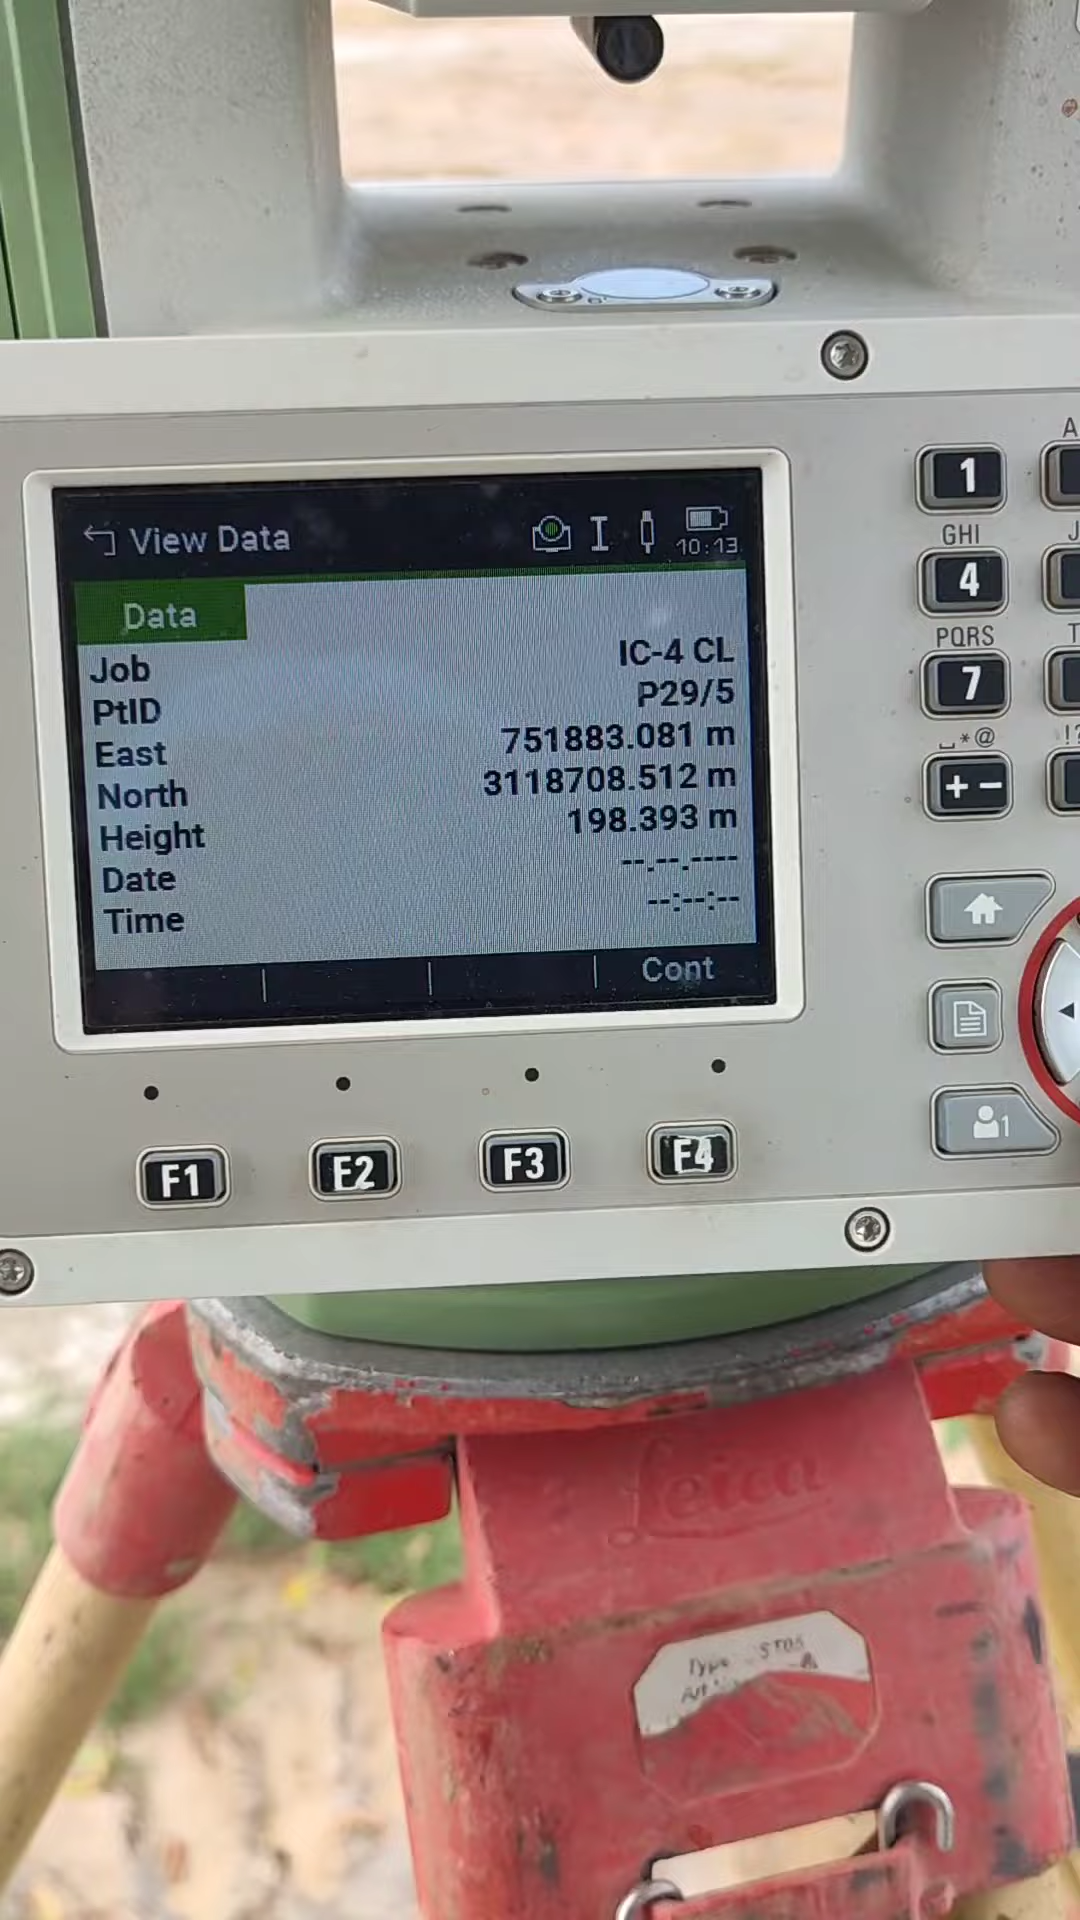 View Data
10:13
Data
Job IC-4 CL
PtID P29/5
East 751883.081 m
North 3118708.512 m
Height 198.393 m
Date --.--.----
Time --:--:--
Cont
F1 F2 F3 F4
A
1
GHI J
4
PQRS T
7
*@ !?
+ -
1
Leica
Type